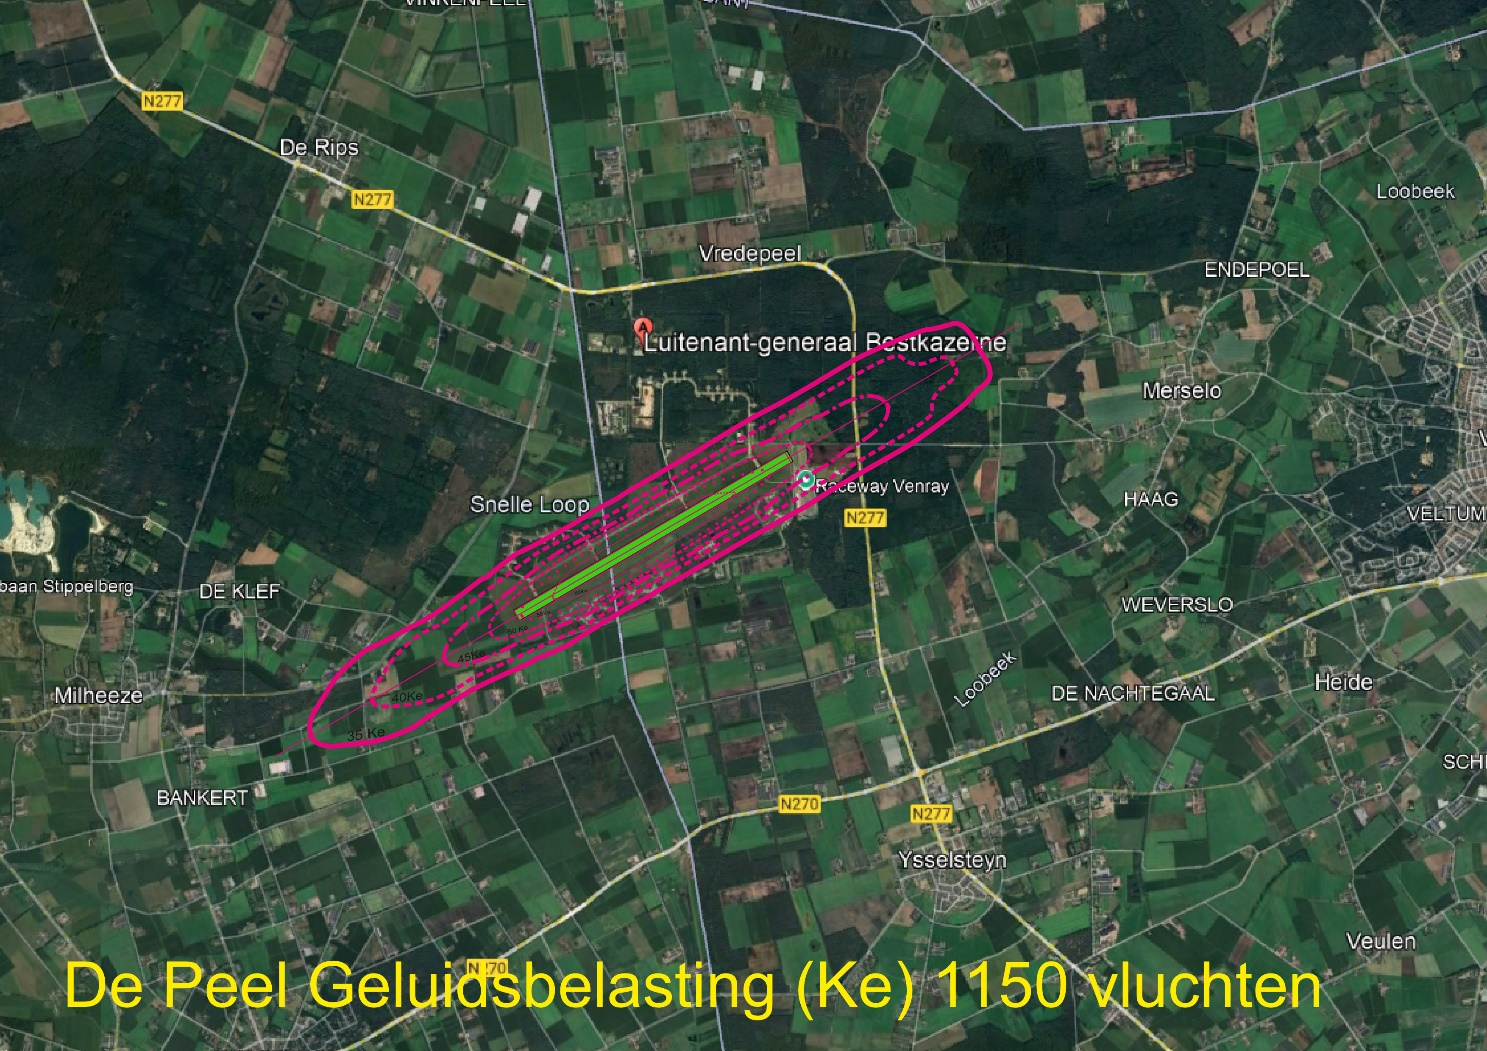 VINKENPEEL
N277
De Rips
N277
Loobeek
Vredepeel
ENDEPOEL
A
Luitenant-generaal Bestkazerne
Merselo
Snelle Loop
Raceway Venray
HAAG
N277
VELTUM
baan Stippelberg
DE KLEF
WEVERSLO
45Ke
Loobeek
Milheeze
40Ke
DE NACHTEGAAL
Heide
35 Ke
BANKERT
N270
N277
Ysselsteyn
Veulen
N270
De Peel Geluidsbelasting (Ke) 1150 vluchten